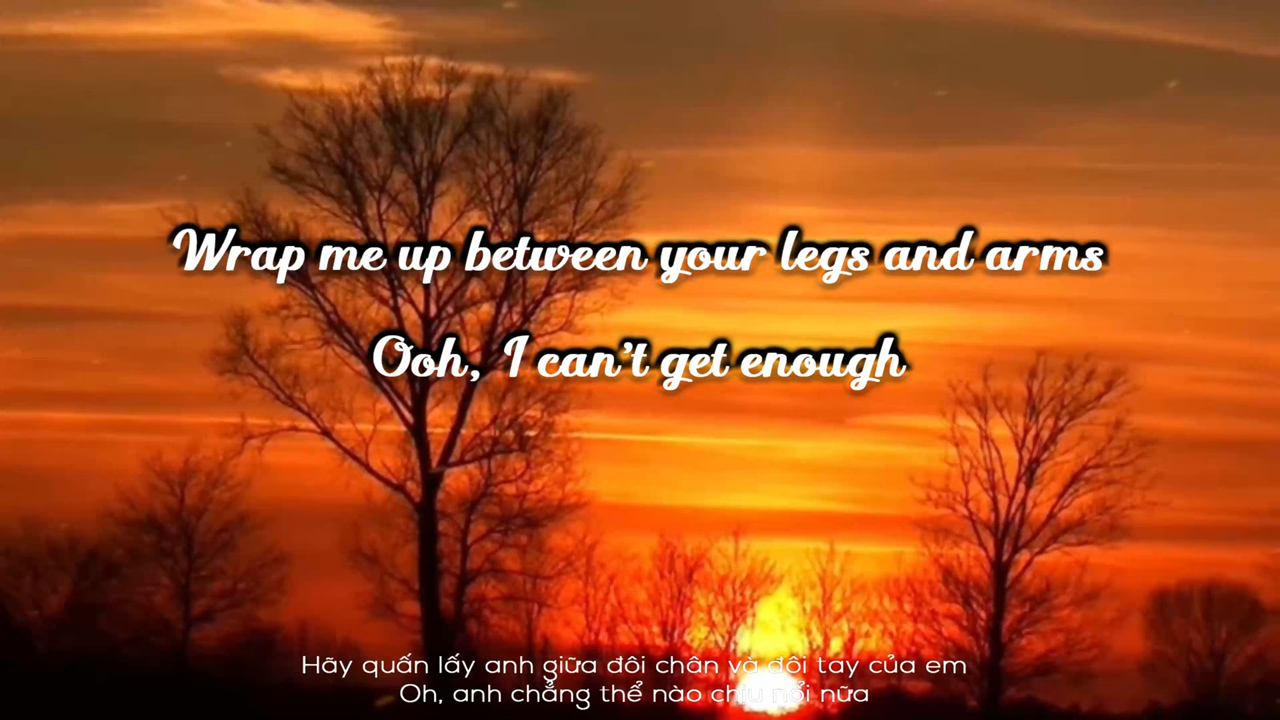 Wrap me up between your legs and arms
Ooh, I can't get enough
Hãy quấn lấy anh giữa đôi chân và đôi tay của em
Oh, anh chẳng thể nào chịu nổi nữa